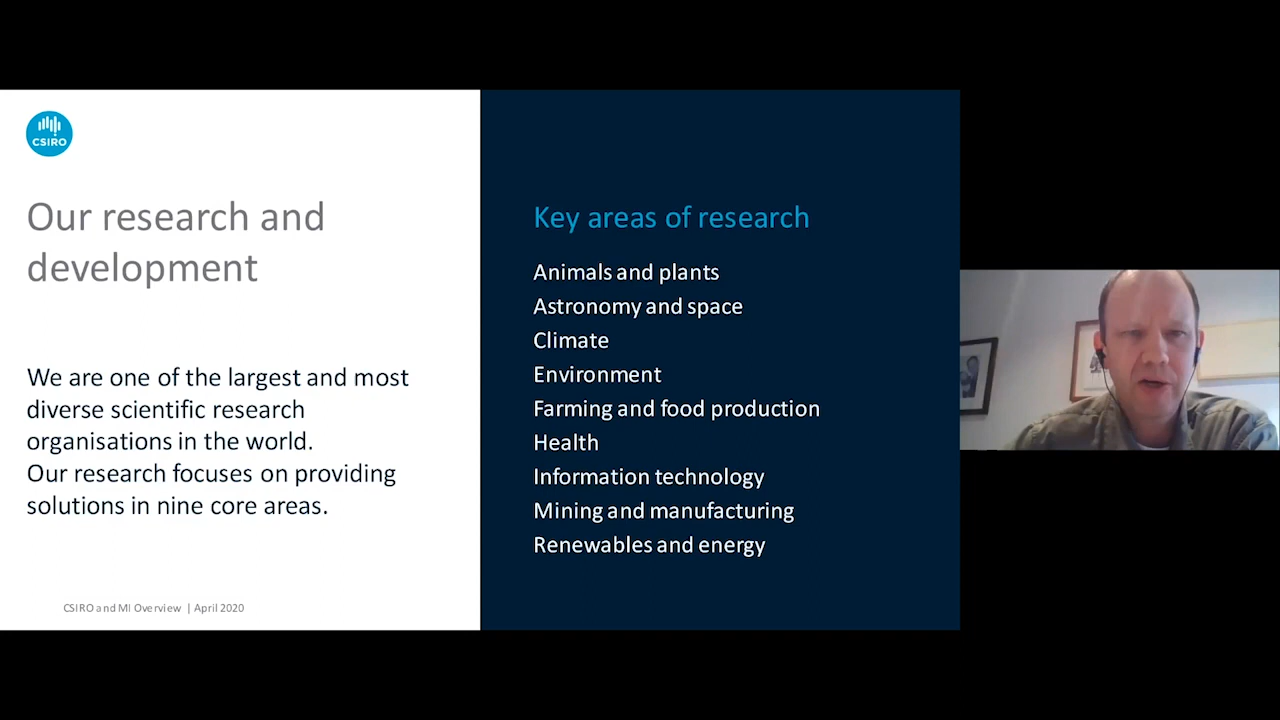 CSIRO
Our research and
development
We are one of the largest and most
diverse scientific research
organisations in the world.
Our research focuses on providing
solutions in nine core areas.
CSIRO and MI Overview | April 2020
Key areas of research
Animals and plants
Astronomy and space
Climate
Environment
Farming and food production
Health
Information technology
Mining and manufacturing
Renewables and energy